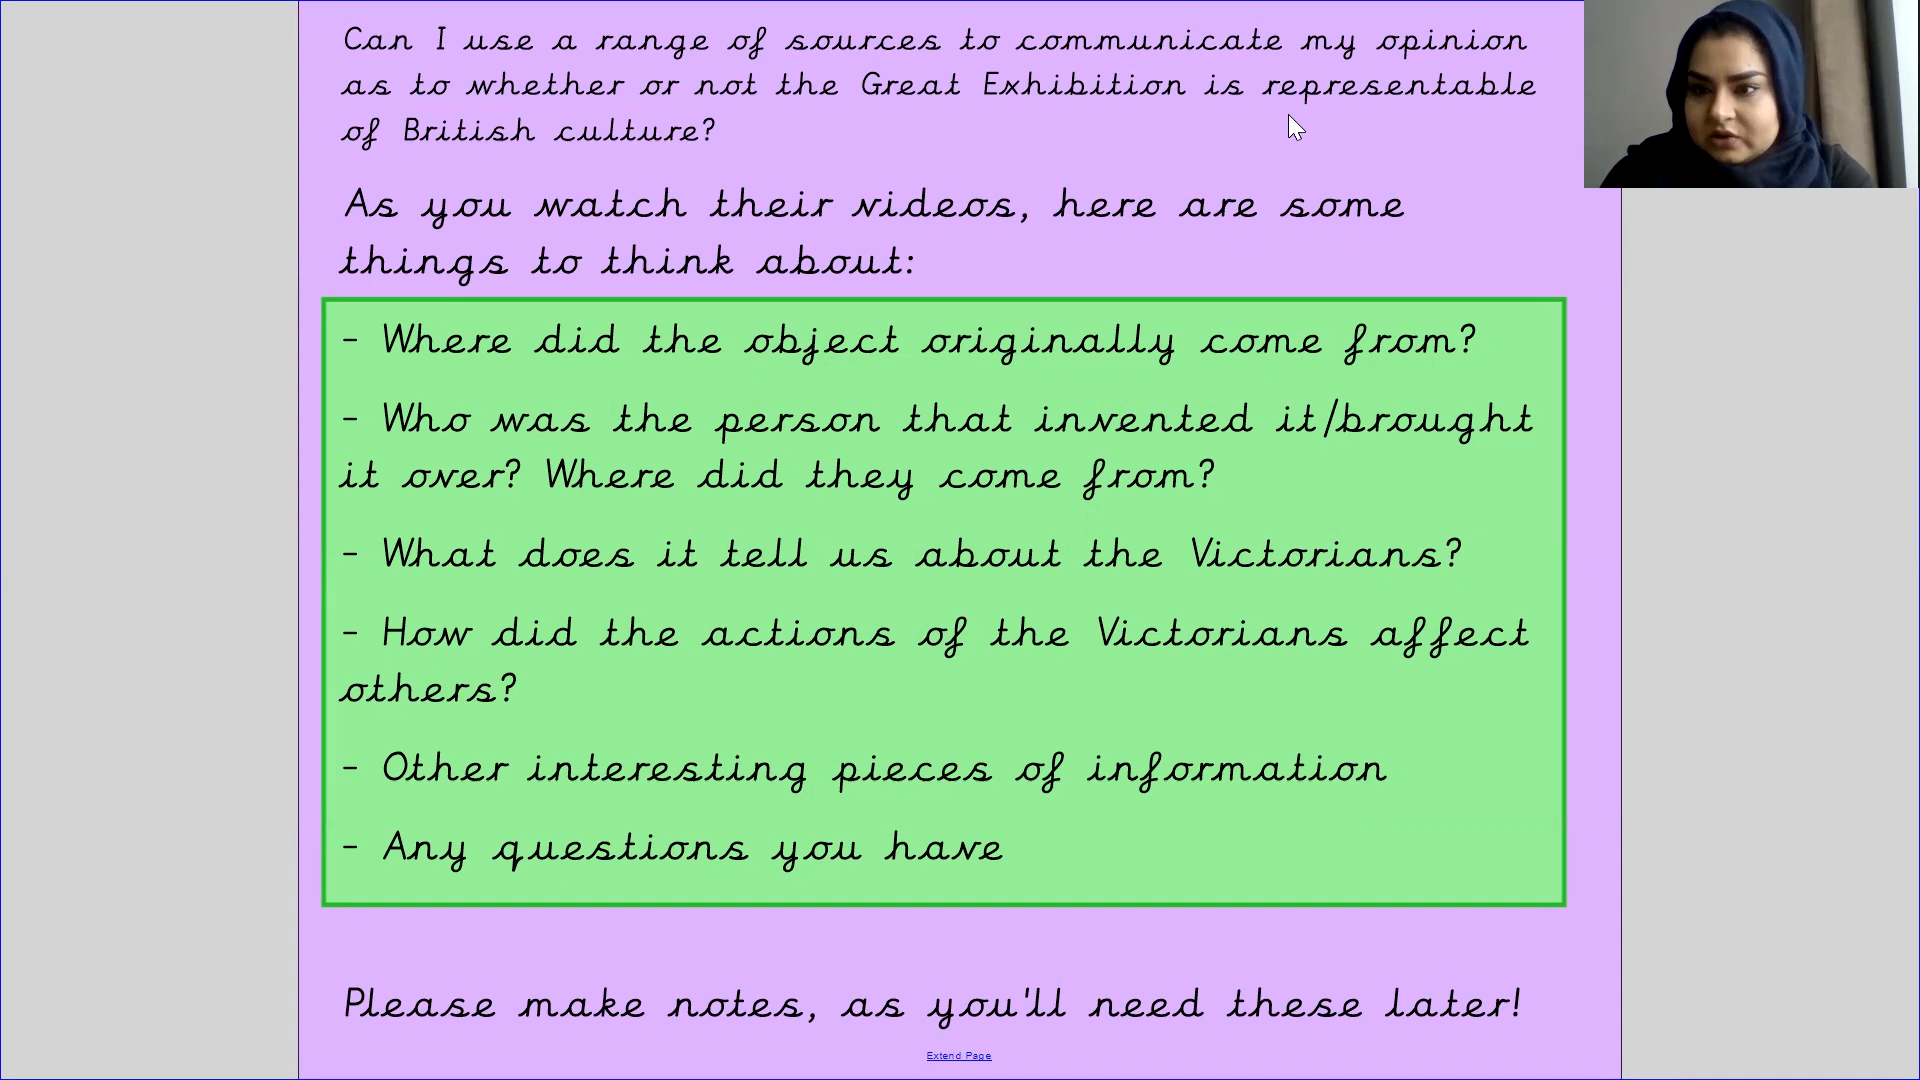 Can I use a range of sources to communicate my opinion
as to whether or not the Great Exhibition is representable
of British culture?
As you watch their videos, here are some
things to think about:
- Where did the object originally come from?
- Who was the person that invented it/brought
it over? Where did they come from?
- What does it tell us about the Victorians?
- How did the actions of the Victorians affect
others?
- Other interesting pieces of information
- Any questions you have
Please make notes, as you'll need these later!
Extend Page